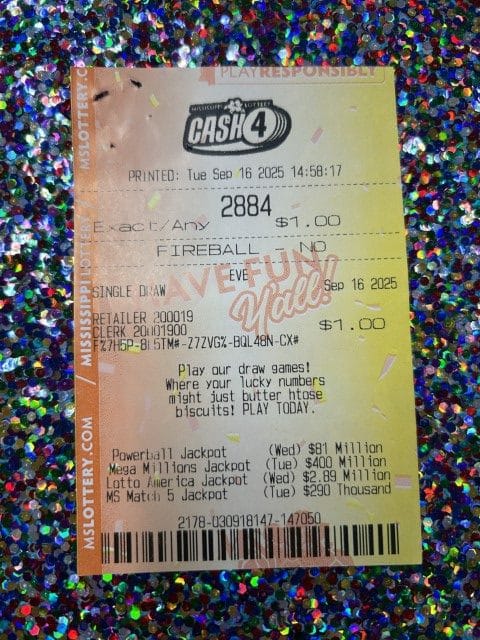 PLAYRESPONSIBLY
MISSISSIPPI LOTTERY
CASH 4
PRINTED: Tue Sep 16 2025 14:58:17
2884
Exact/Any $1.00
FIREBALL - NO
EVE
SINGLE DRAW Sep 16 2025
HAVE FUN
Y'all!
RETAILER 200019
CLERK 20001900 $1.00
Play our draw games!
Where your lucky numbers
might just butter htose
biscuits! PLAY TODAY.
Powerball Jackpot (Wed) $81 Million
Mega Millions Jackpot (Tue) $400 Million
Lotto America Jackpot (Wed) $2.89 Million
MS Match 5 Jackpot (Tue) $290 Thousand
2178-030918147-147050
MSLOTTERY.COM / MISSISSIPPI LOTTERY / MSLOTTERY.COM